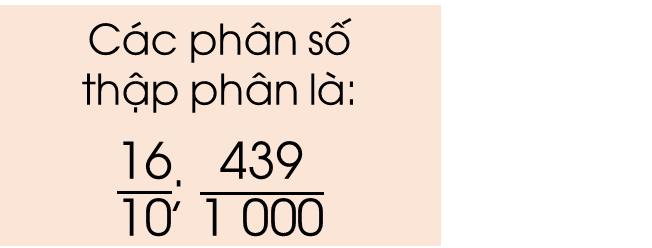 Các phân số
thập phân là:
16/10; 439/1 000